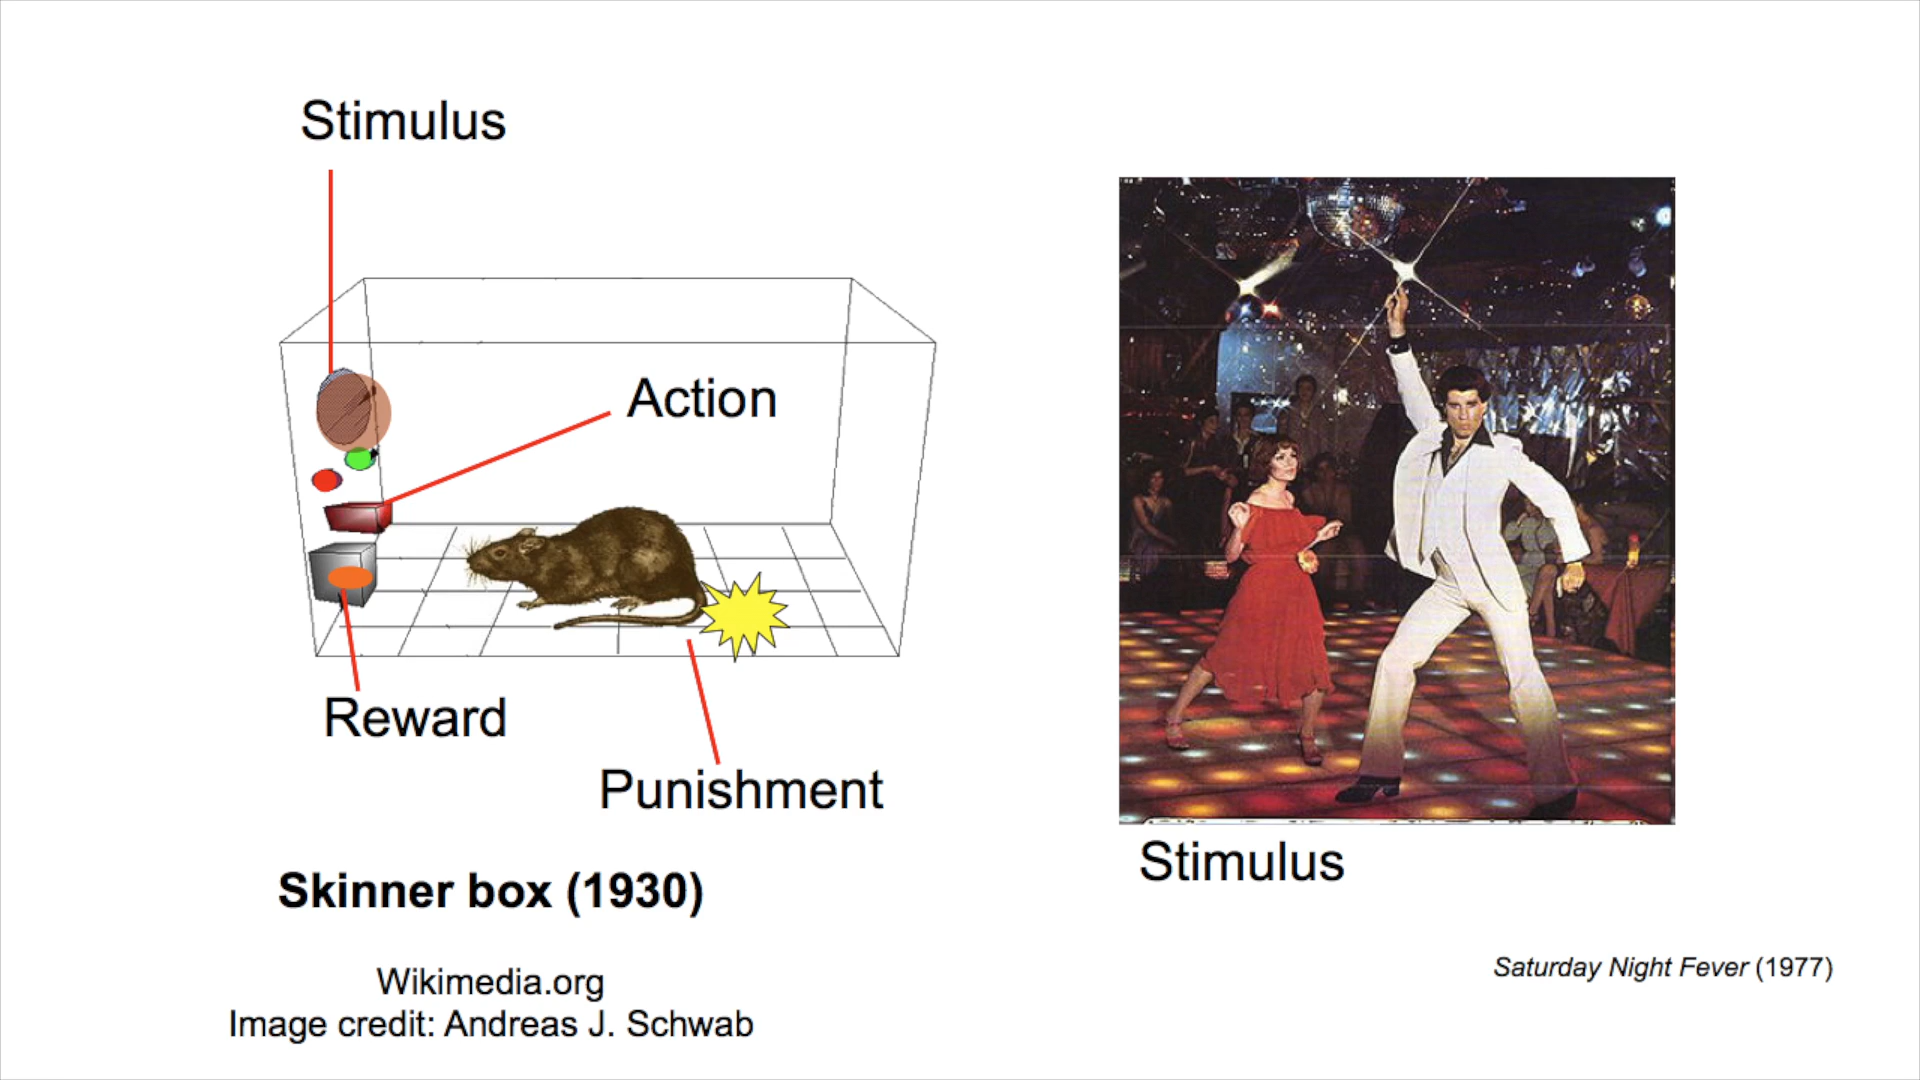 Stimulus
Action
Reward
Punishment
Skinner box (1930)
Wikimedia.org
Image credit: Andreas J. Schwab
Stimulus
Saturday Night Fever (1977)